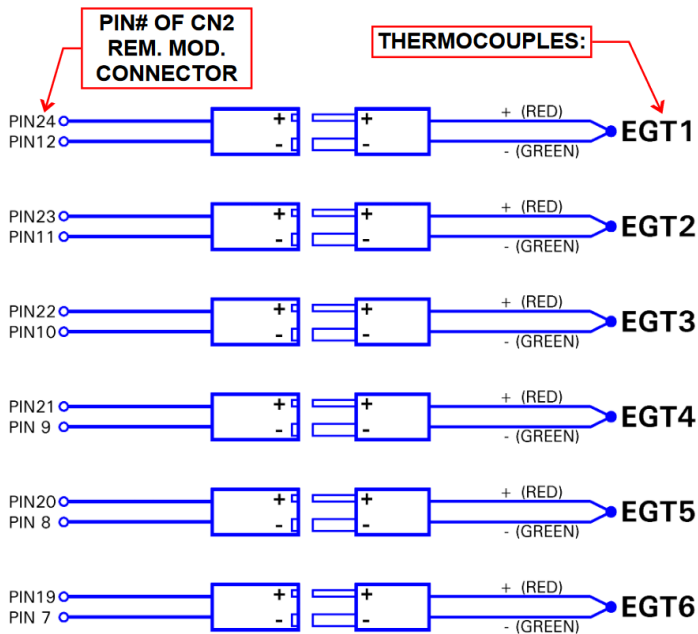 PIN# OF CN2
REM. MOD.
CONNECTOR
THERMOCOUPLES:
PIN24 + + + (RED) EGT1
PIN12 - - - (GREEN)
PIN23 + + + (RED) EGT2
PIN11 - - - (GREEN)
PIN22 + + + (RED) EGT3
PIN10 - - - (GREEN)
PIN21 + + + (RED) EGT4
PIN 9 - - - (GREEN)
PIN20 + + + (RED) EGT5
PIN 8 - - - (GREEN)
PIN19 + + + (RED) EGT6
PIN 7 - - - (GREEN)